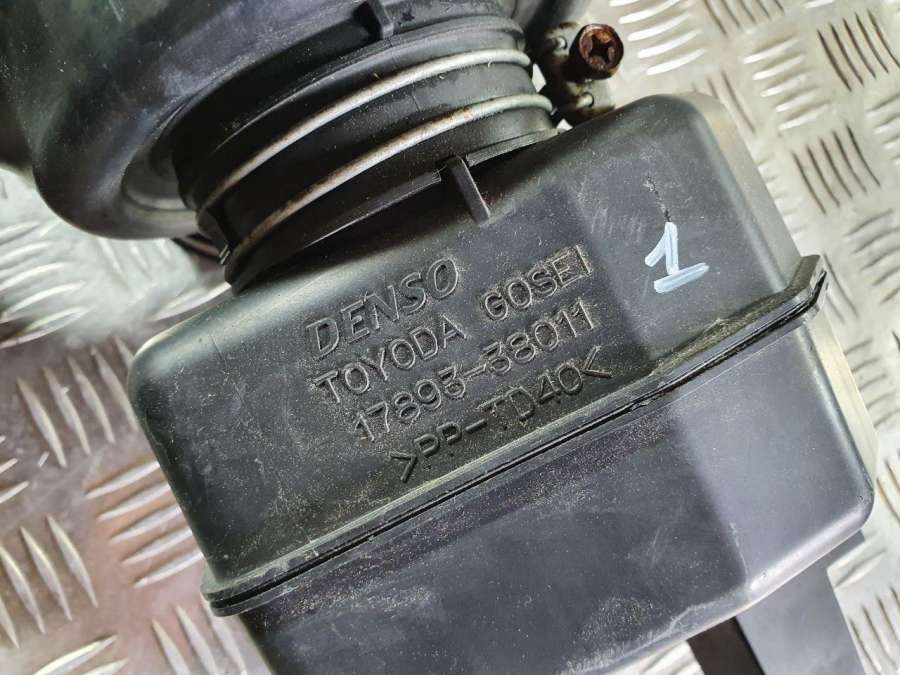 DENSO
TOYODA GOSEI
17893-38011
>PP-TD40<
1